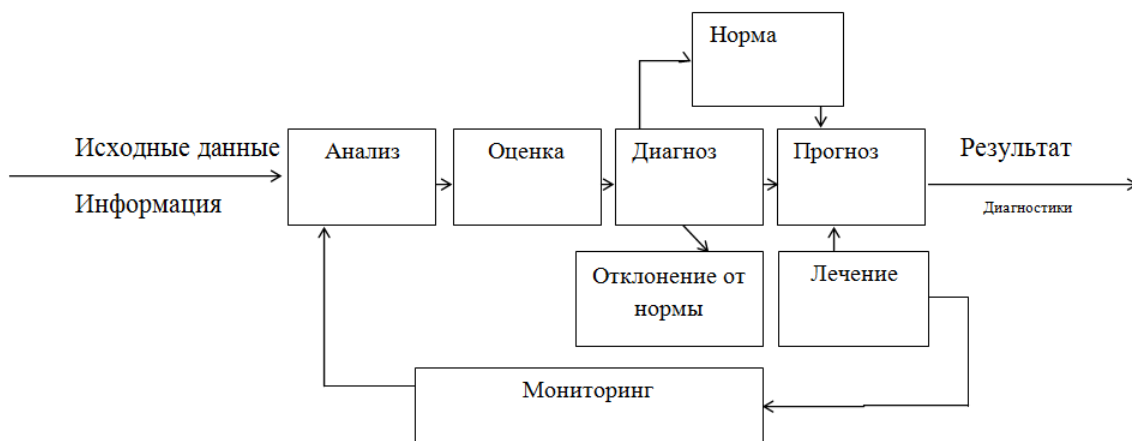 Норма
Исходные данные
Информация
Анализ
Оценка
Диагноз
Прогноз
Результат
Диагностики
Отклонение от
нормы
Лечение
Мониторинг